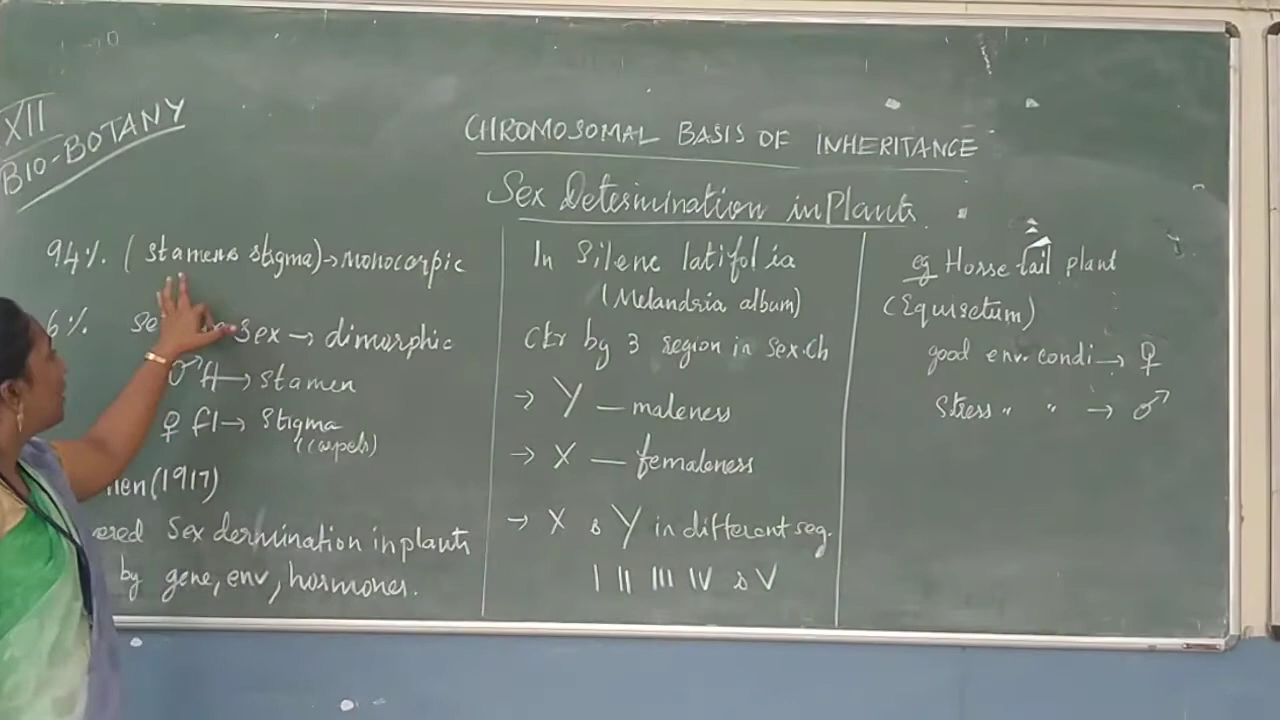 XII
BIO-BOTANY
CHROMOSOMAL BASIS OF INHERITANCE
Sex Determination in Plants.
94%. (stamens stigma)→monocarpic
6%. sex → dimorphic
♂ fl→ stamen
♀ fl→ stigma
(carpels)
(1917)
Sex dermination in plants
by gene, env, hormones.
In Silene latifolia
(Melandria album)
Ctr by 3 region in Sex.ch
→ Y — maleness
→ X — femaleness
→ X & Y in different seg.
I II III IV & V
eg Horse tail plant
(Equisetum)
good env. condi → ♀
Stress " " → ♂